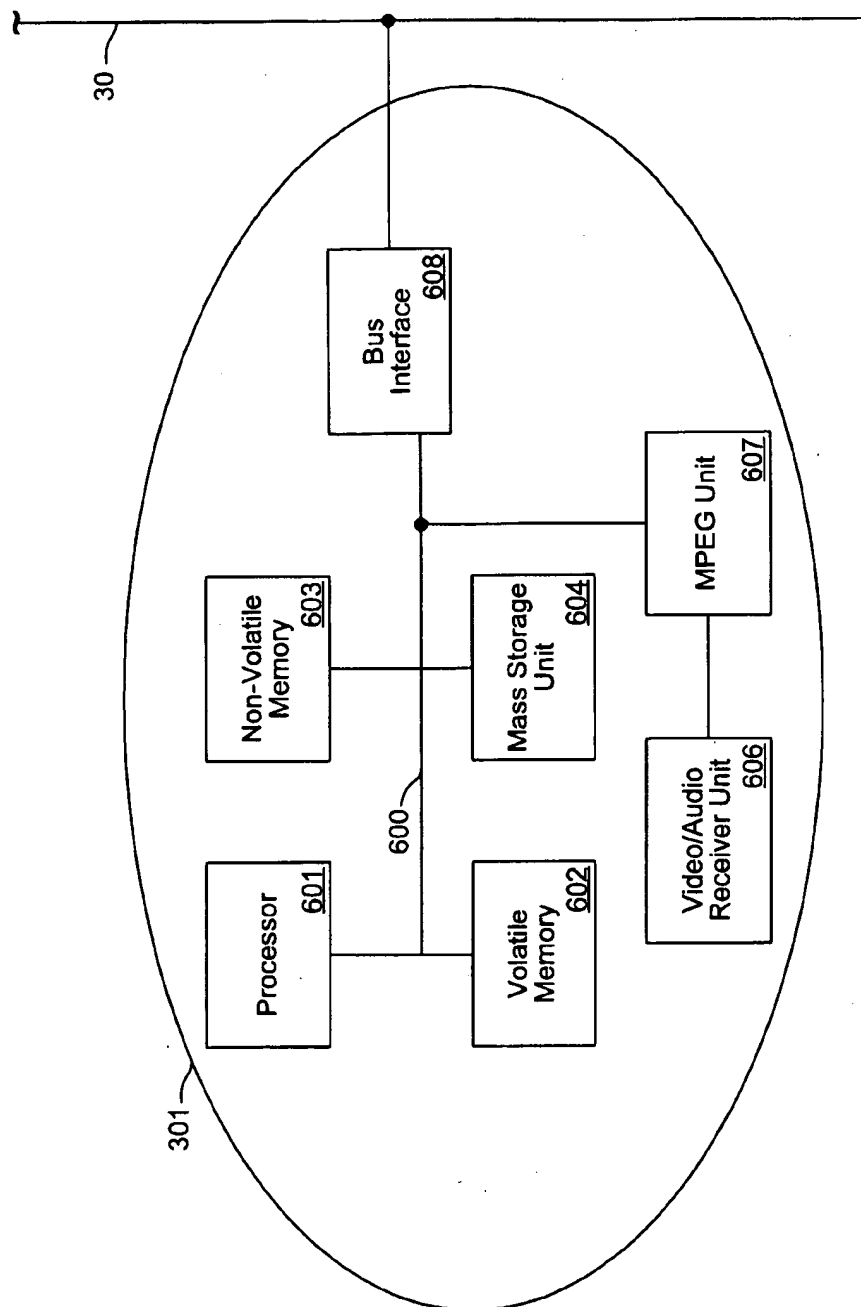 301
Processor
601
Non-Volatile
Memory
603
Bus
Interface
608
30
600
Volatile
Memory
602
Mass Storage
Unit
604
Video/Audio
Receiver Unit
606
MPEG Unit
607